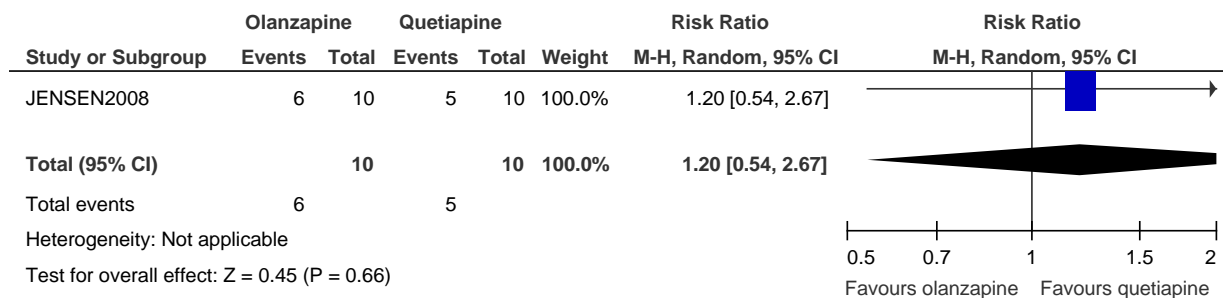 Olanzapine Quetiapine Risk Ratio Risk Ratio
Study or Subgroup Events Total Events Total Weight M-H, Random, 95% CI M-H, Random, 95% CI
JENSEN2008 6 10 5 10 100.0% 1.20 [0.54, 2.67]
Total (95% CI) 10 10 100.0% 1.20 [0.54, 2.67]
Total events 6 5
Heterogeneity: Not applicable
Test for overall effect: Z = 0.45 (P = 0.66)
0.5 0.7 1 1.5 2
Favours olanzapine Favours quetiapine